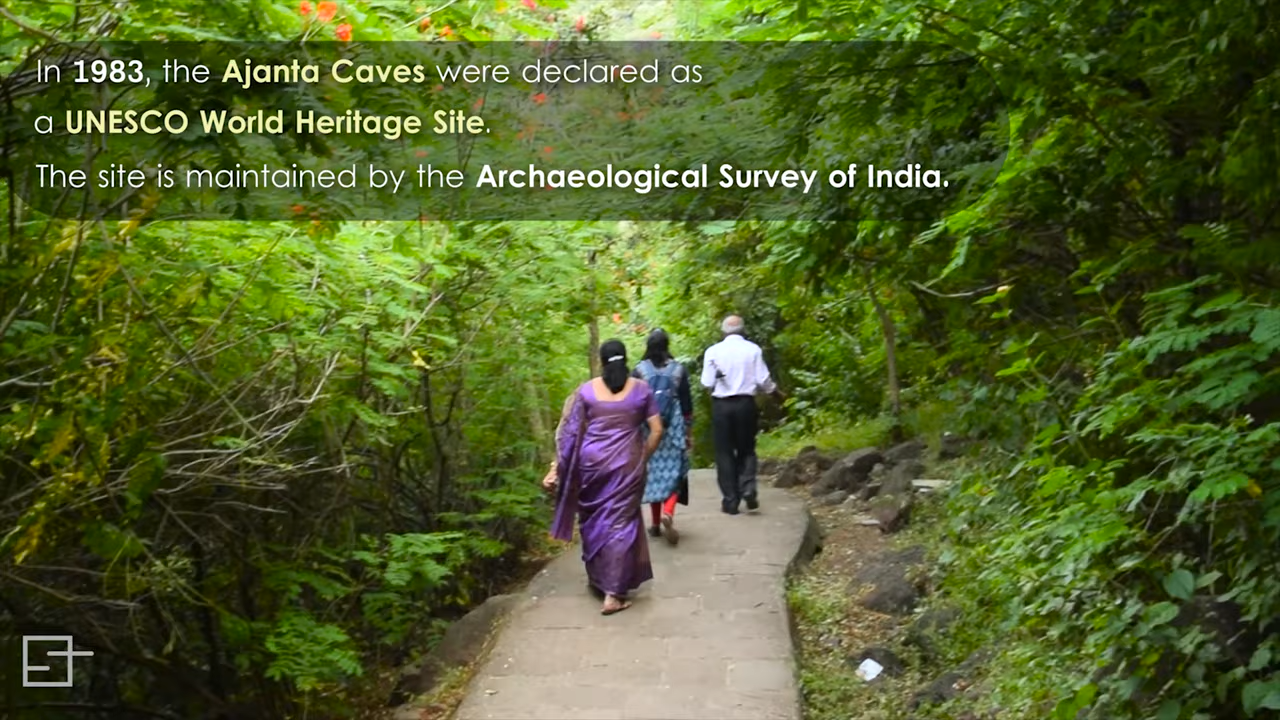 In 1983, the Ajanta Caves were declared as
a UNESCO World Heritage Site.
The site is maintained by the Archaeological Survey of India.